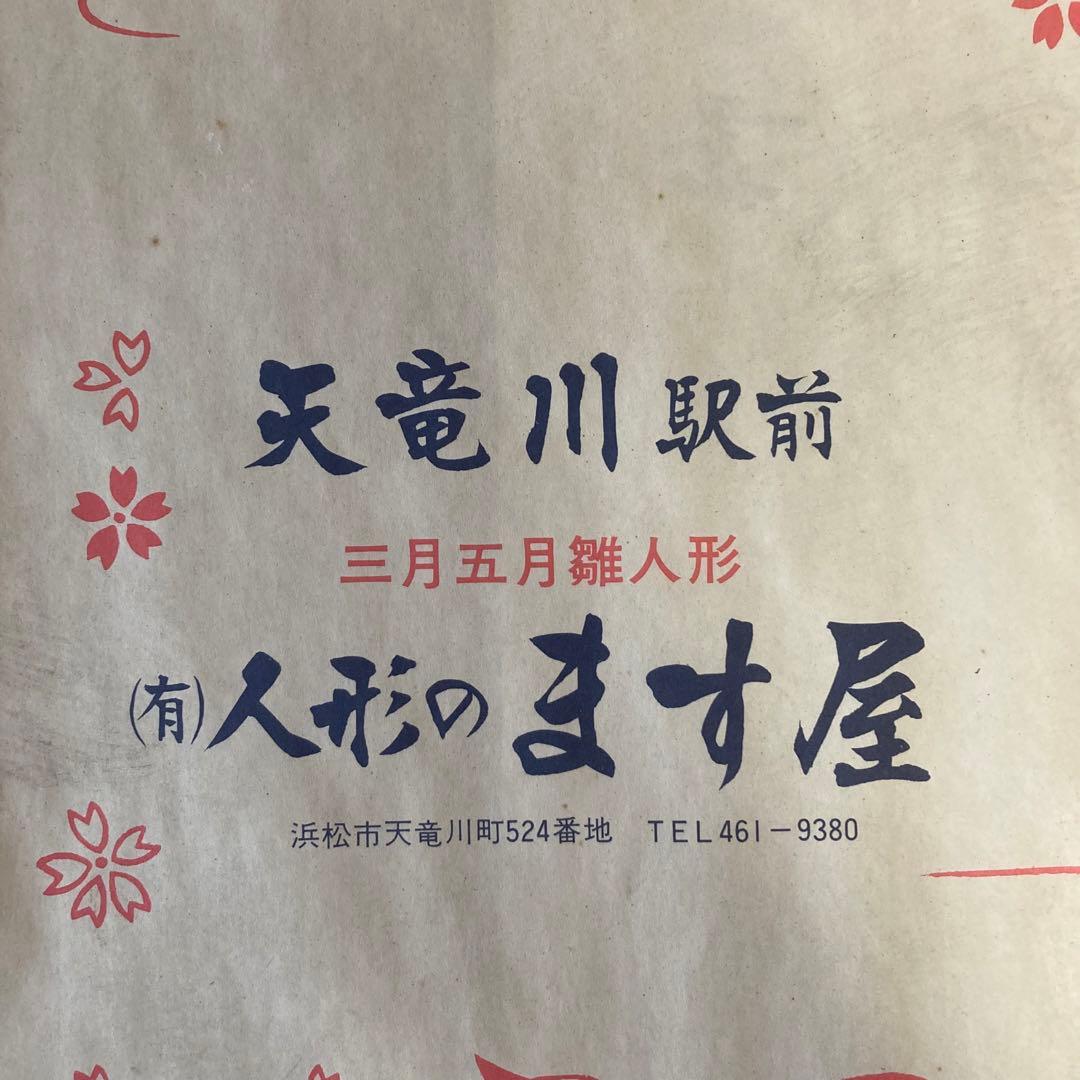 天竜川駅前
三月五月雛人形
(有)人形のます屋
浜松市天竜川町524番地 TEL461-9380